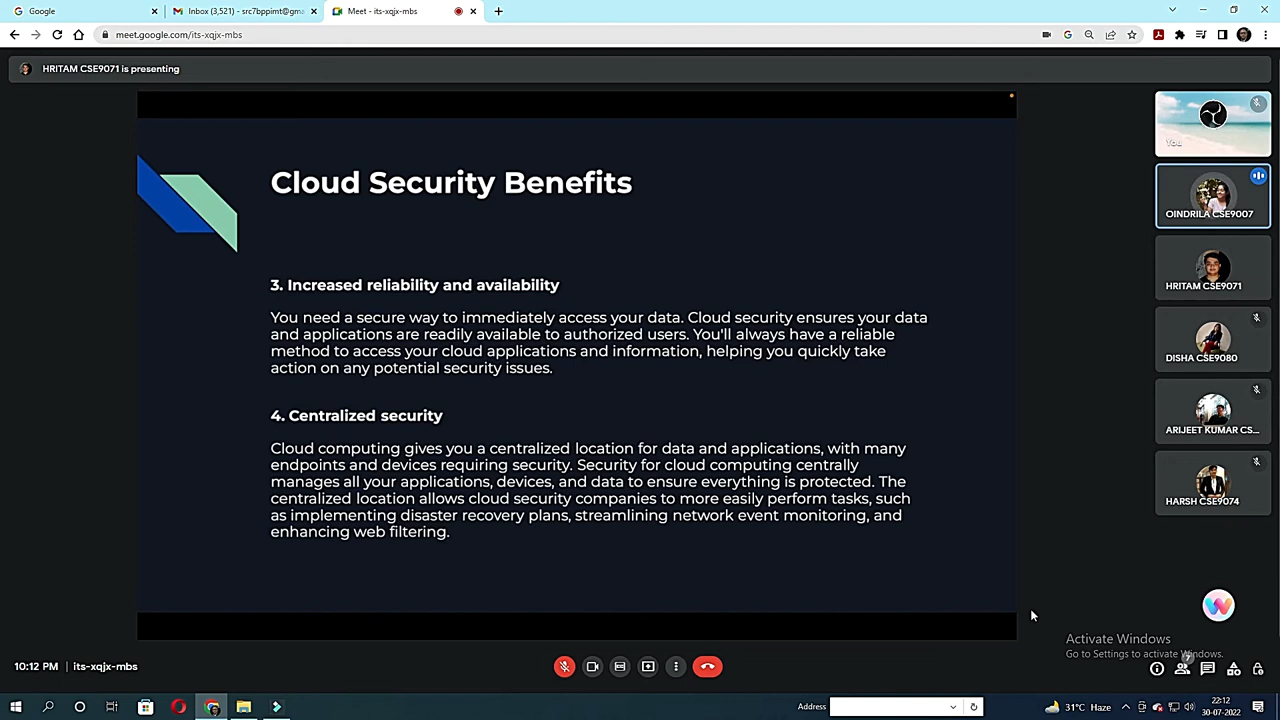 Google
Inbox (3,521) - src7bppimt@gma
Meet - its-xqjx-mbs
meet.google.com/its-xqjx-mbs
HRITAM CSE9071 is presenting
Cloud Security Benefits
3. Increased reliability and availability
You need a secure way to immediately access your data. Cloud security ensures your data
and applications are readily available to authorized users. You'll always have a reliable
method to access your cloud applications and information, helping you quickly take
action on any potential security issues.
4. Centralized security
Cloud computing gives you a centralized location for data and applications, with many
endpoints and devices requiring security. Security for cloud computing centrally
manages all your applications, devices, and data to ensure everything is protected. The
centralized location allows cloud security companies to more easily perform tasks, such
as implementing disaster recovery plans, streamlining network event monitoring, and
enhancing web filtering.
You
OINDRILA CSE9007
HRITAM CSE9071
DISHA CSE9080
ARIJEET KUMAR CS...
HARSH CSE9074
Activate Windows
Go to Settings to activate Windows.
10:12 PM | its-xqjx-mbs
7
Address
31°C Haze
22:12
30-07-2022